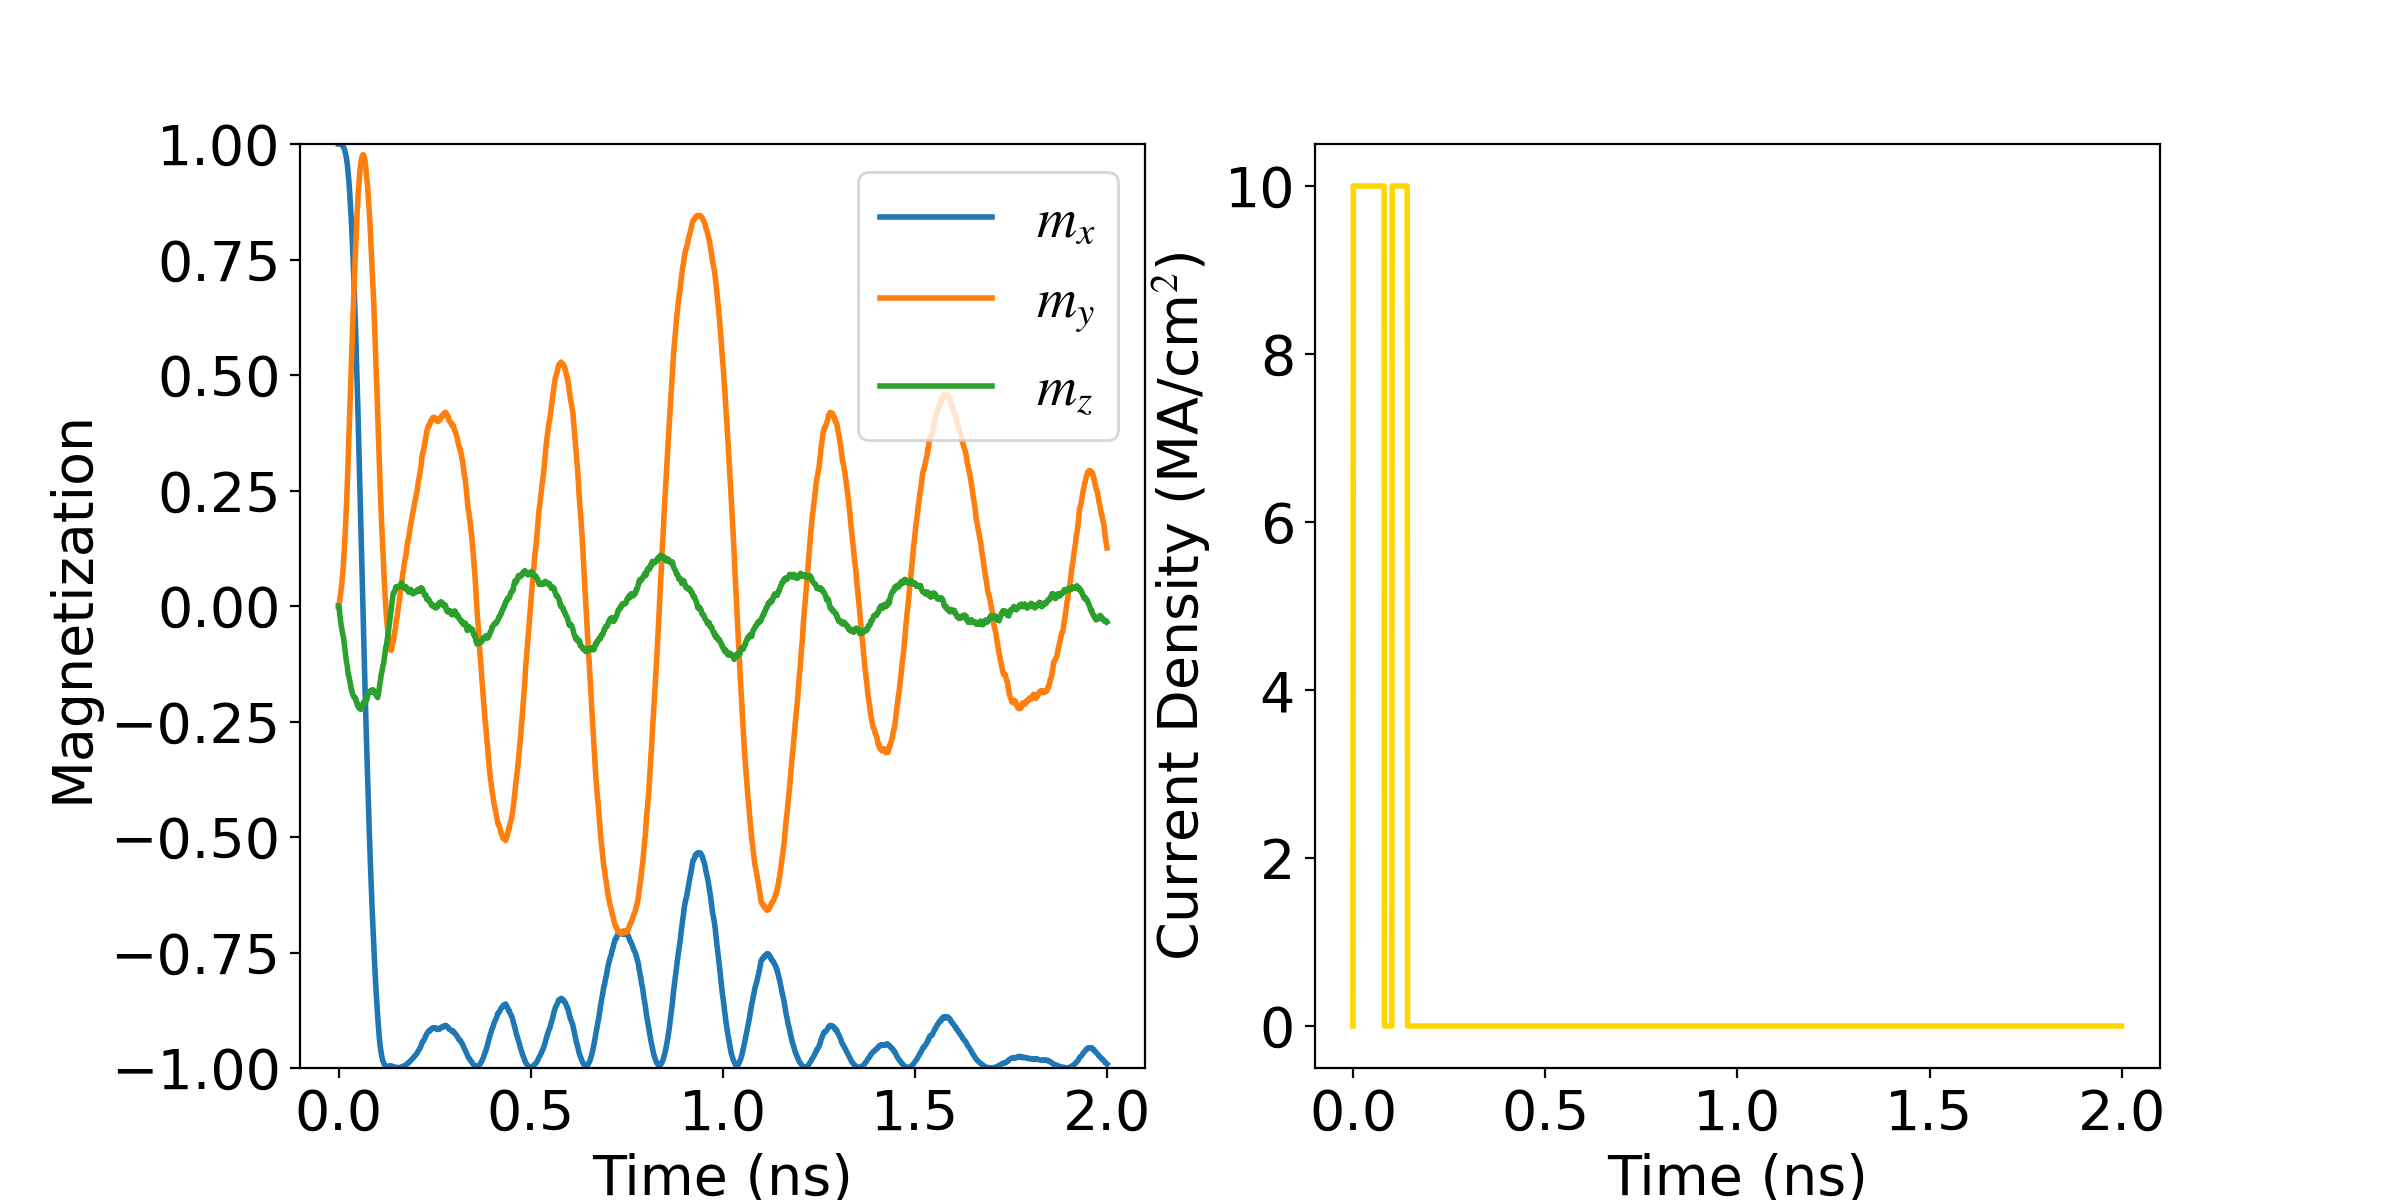 Magnetization
1.00
0.75
0.50
0.25
0.00
−0.25
−0.50
−0.75
−1.00
0.0 0.5 1.0 1.5 2.0
Time (ns)
m_x
m_y
m_z
Current Density (MA/cm²)
10
8
6
4
2
0
0.0 0.5 1.0 1.5 2.0
Time (ns)